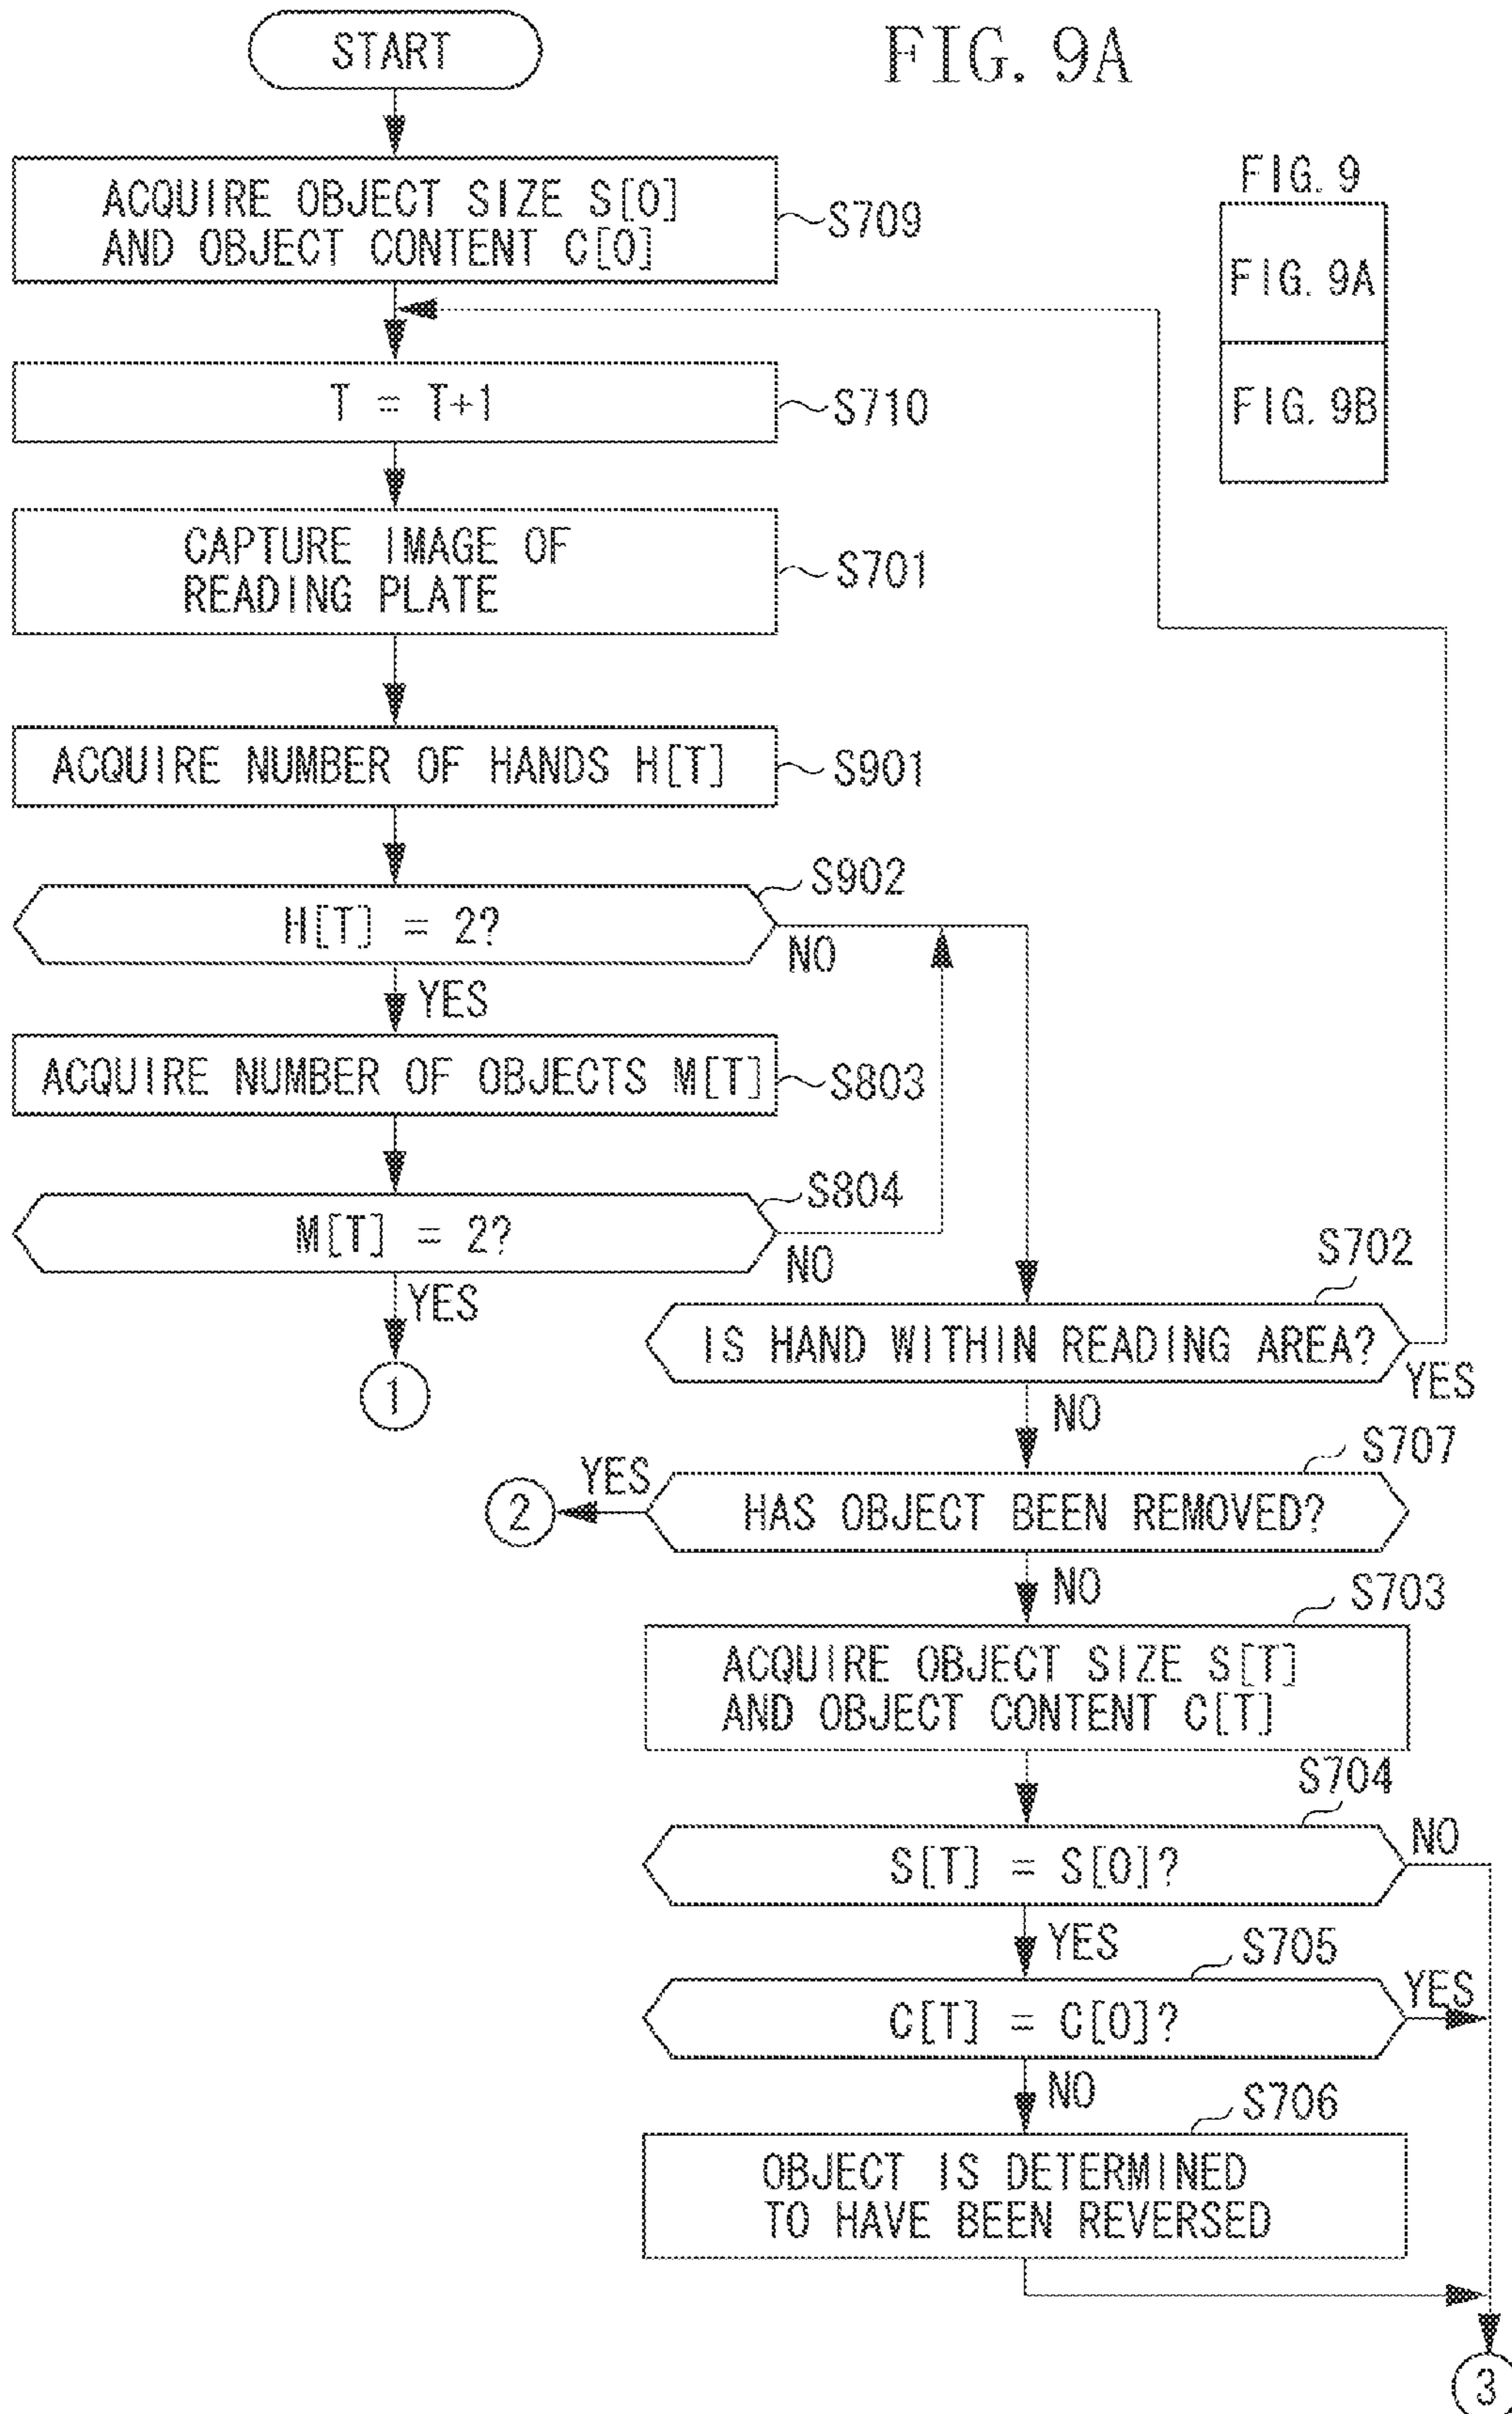 FIG. 9A
START
ACQUIRE OBJECT SIZE S[0]
AND OBJECT CONTENT C[0]
S709
FIG. 9
FIG. 9A
FIG. 9B
T = T+1
S710
CAPTURE IMAGE OF
READING PLATE
S701
ACQUIRE NUMBER OF HANDS H[T]
S901
S902
H[T] = 2?
NO
YES
ACQUIRE NUMBER OF OBJECTS M[T]
S803
S804
M[T] = 2?
NO
YES
1
S702
IS HAND WITHIN READING AREA?
YES
NO
S707
YES
2
HAS OBJECT BEEN REMOVED?
NO
S703
ACQUIRE OBJECT SIZE S[T]
AND OBJECT CONTENT C[T]
S704
NO
S[T] = S[0]?
YES
S705
YES
C[T] = C[0]?
NO
S706
OBJECT IS DETERMINED
TO HAVE BEEN REVERSED
3